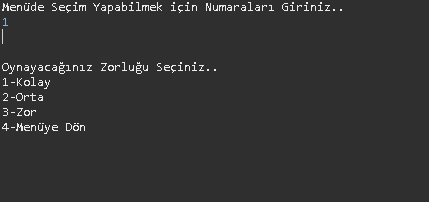 Menüde Seçim Yapabilmek için Numaraları Giriniz..
1
Oynayacağınız Zorluğu Seçiniz..
1-Kolay
2-Orta
3-Zor
4-Menüye Dön